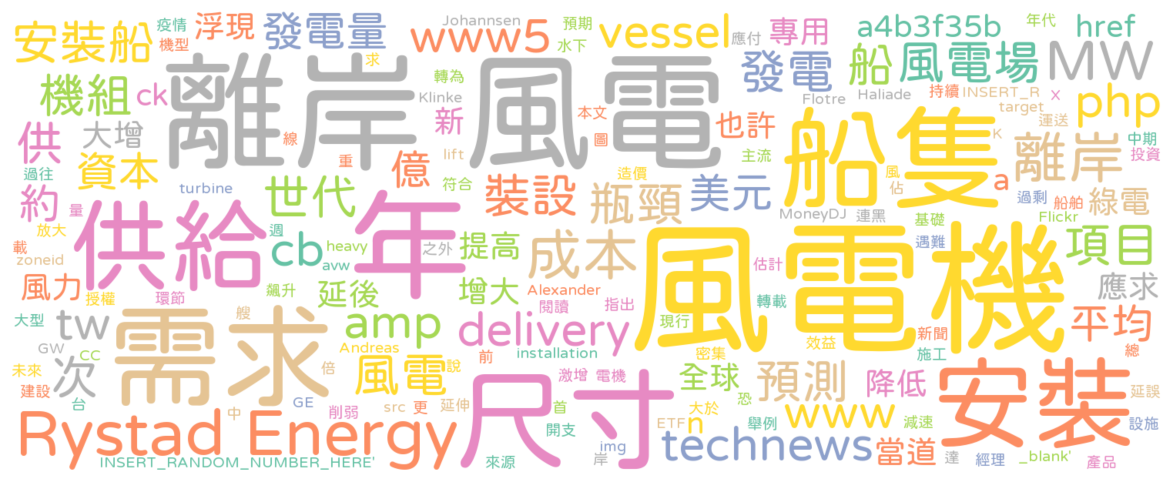 安裝船
疫情
機型
浮現
發電量
Johannsen
www5
預期
水下
vessel
應付
專用
a4b3f35b
年代
href
求
機組
ck
離岸風電
轉為
Klinke
新
本文
圖
線
發電
船
風電場
MW
Flotre
Haliade
持續
INSERT_R
x
target
運送
K
php
供
大增
資本
過往
turbine
約
量
億
重
lift
符合
裝設
造價
瓶頸
美元
也許
主流
船隻
風
佔
MoneyDJ
連黑
a
離岸
中期
投資
過剩
船舶
Flickr
綠電
基礎
遇難
項目
世代
供給
年
載
放大
zoneid
週
cb
heavy
avw
之外
提高
成本
風電機
估計
轉載
應求
風力
授權
環節
飆升
延後
增大
Alexander
閱讀
指出
大型
tw
艘
需求
amp
delivery
現行
效益
新聞
施工
平均
總
GW
cc
未來
次
建設
台
Andreas
倍
風電
說
前
installation
激增
電機
全球
密集
恐
預測
降低
安裝
延誤
設施
Rystad Energy
中
GE
削弱
src
更
延伸
尺寸
首
開支
img
岸
ETF
n
大於
舉例
www
減速
technews
當道
達
經理
_blank'
產品
INSERT_RANDOM_NUMBER_HERE'
來源